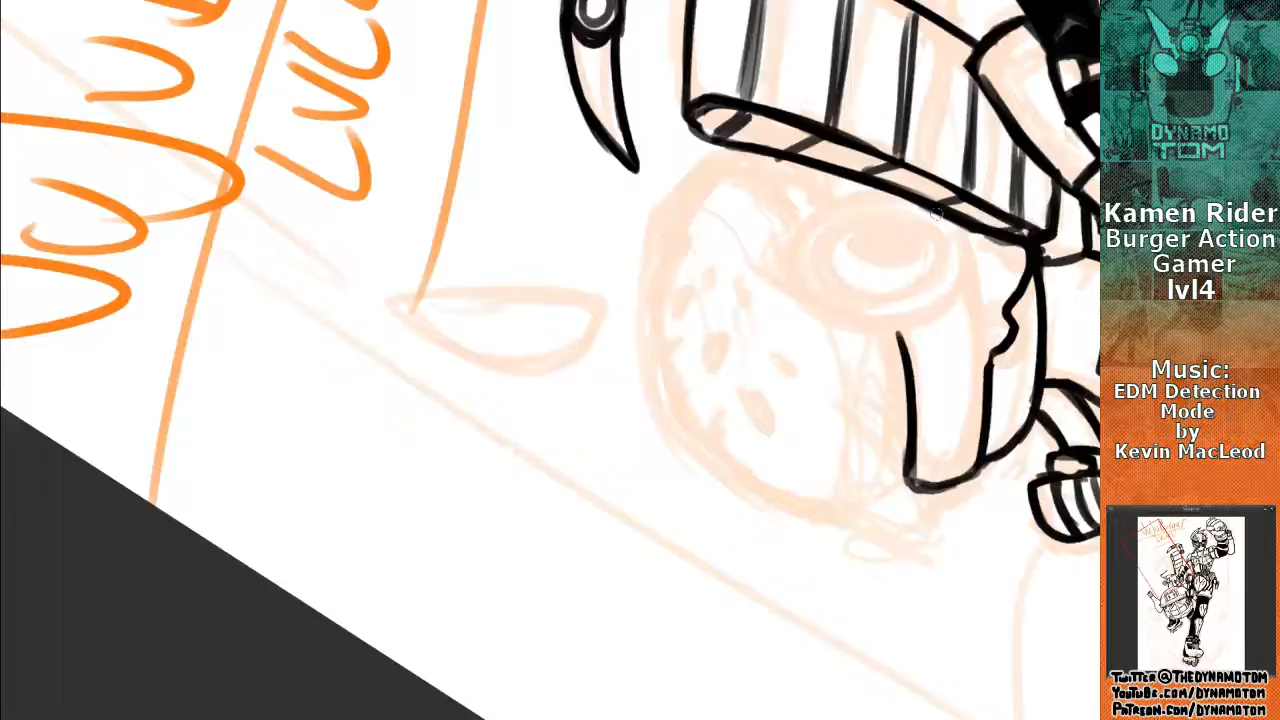 DYNAMO
TOM
Kamen Rider
Burger Action
Gamer
lvl4
Music:
EDM Detection
Mode
by
Kevin MacLeod
Twitter@TheDynamoTom
YouTube.com/Dynamotom
Patreon.com/Dynamotom